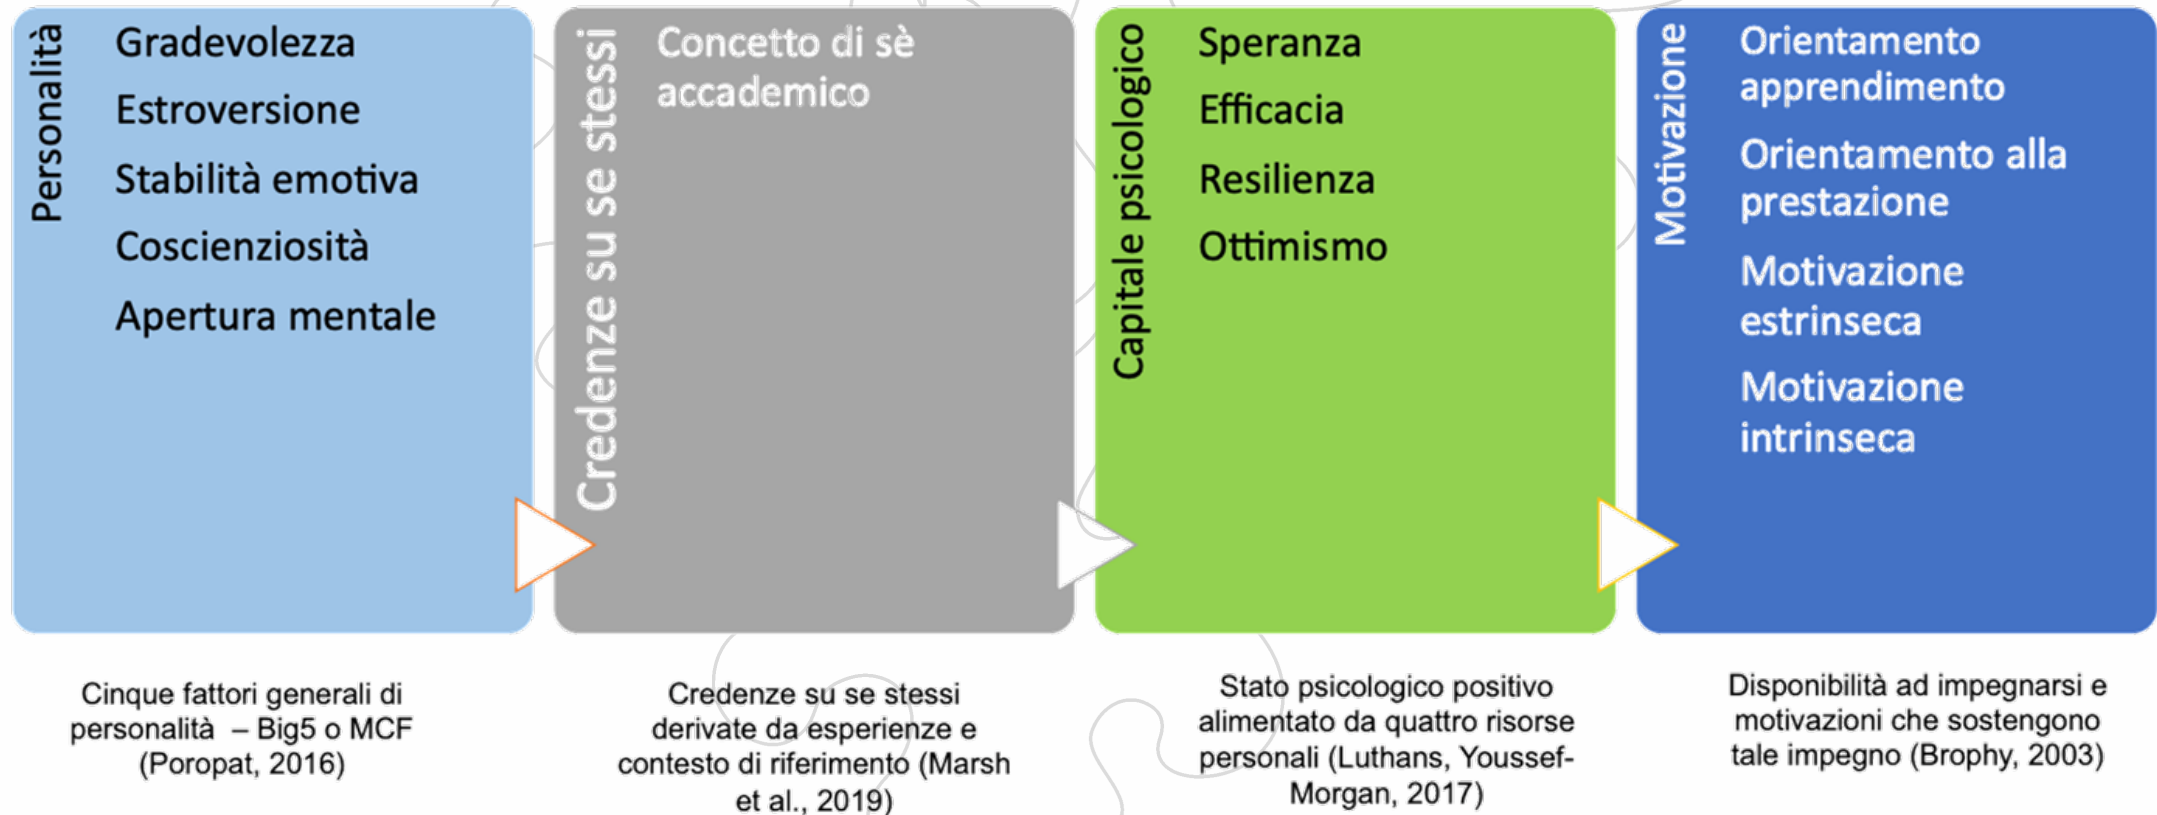 Personalità
Gradevolezza
Estroversione
Stabilità emotiva
Coscienziosità
Apertura mentale
Credenze su se stessi
Concetto di sè
accademico
Capitale psicologico
Speranza
Efficacia
Resilienza
Ottimismo
Motivazione
Orientamento
apprendimento
Orientamento alla
prestazione
Motivazione
estrinseca
Motivazione
intrinseca
Cinque fattori generali di
personalità – Big5 o MCF
(Poropat, 2016)
Credenze su se stessi
derivate da esperienze e
contesto di riferimento (Marsh
et al., 2019)
Stato psicologico positivo
alimentato da quattro risorse
personali (Luthans, Youssef-
Morgan, 2017)
Disponibilità ad impegnarsi e
motivazioni che sostengono
tale impegno (Brophy, 2003)